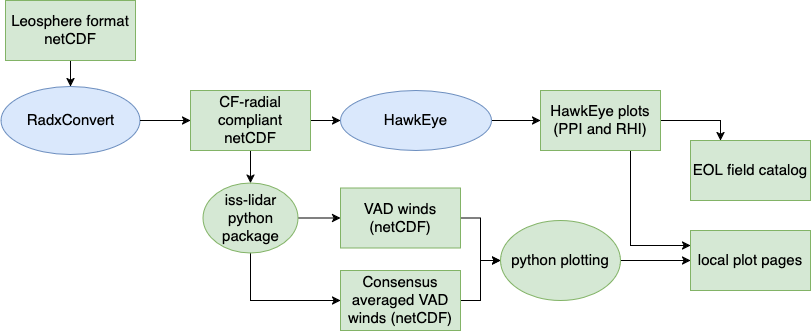 Leosphere format
netCDF
RadxConvert
CF-radial
compliant
netCDF
HawkEye
HawkEye plots
(PPI and RHI)
EOL field catalog
iss-lidar
python
package
VAD winds
(netCDF)
python plotting
local plot pages
Consensus
averaged VAD
winds (netCDF)